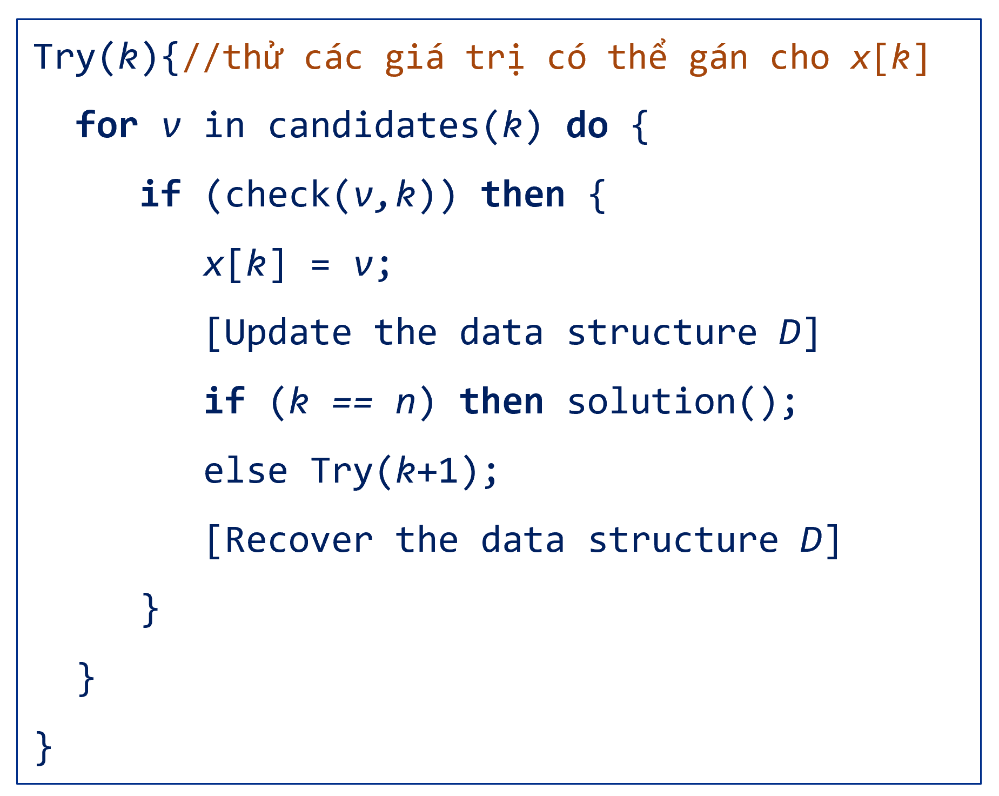 Try(k){//thử các giá trị có thể gán cho x[k]
for v in candidates(k) do {
if (check(v,k)) then {
x[k] = v;
[Update the data structure D]
if (k == n) then solution();
else Try(k+1);
[Recover the data structure D]
}
}
}